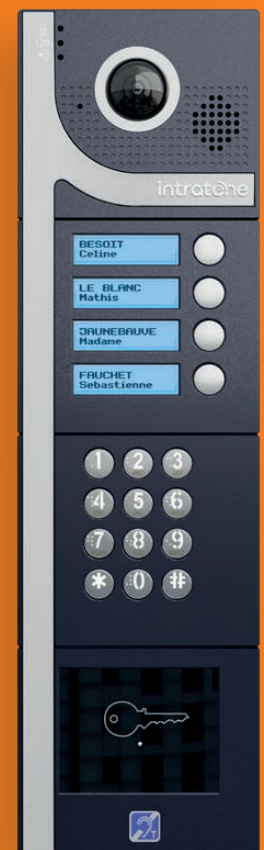 intratone
BESOIT
Celine
LE BLANC
Mathis
JAUNEBAUVE
Madame
FAUCHET
Sebastienne
1 2 3
4 5 6
7 8 9
* 0 #
T